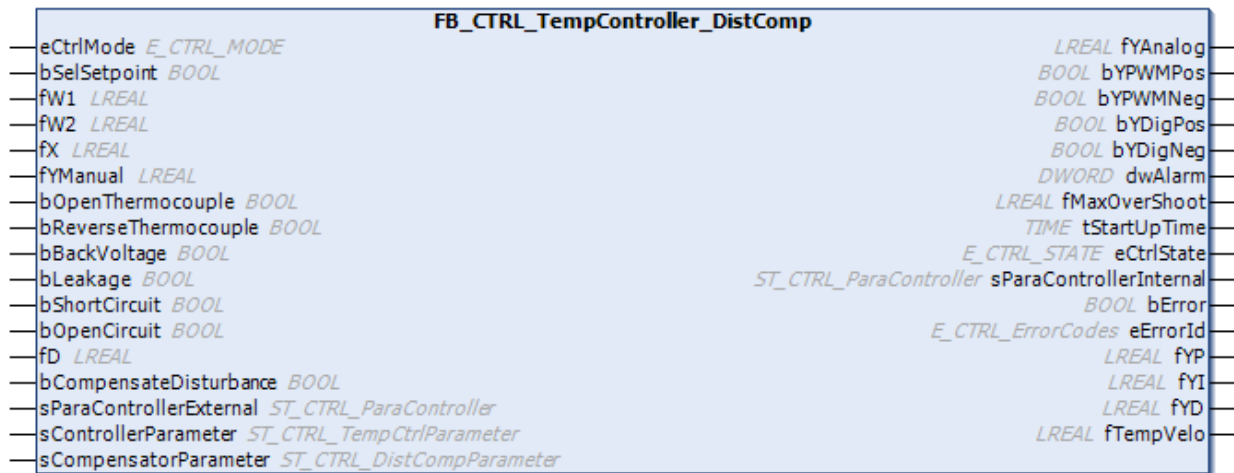 FB_CTRL_TempController_DistComp
eCtrlMode E_CTRL_MODE LREAL fYAnalog
bSelSetpoint BOOL BOOL bYPWMPos
fW1 LREAL BOOL bYPWMNeg
fW2 LREAL BOOL bYDigPos
fX LREAL BOOL bYDigNeg
fYManual LREAL DWORD dwAlarm
bOpenThermocouple BOOL LREAL fMaxOverShoot
bReverseThermocouple BOOL TIME tStartUpTime
bBackVoltage BOOL E_CTRL_STATE eCtrlState
bLeakage BOOL ST_CTRL_ParaController sParaControllerInternal
bShortCircuit BOOL BOOL bError
bOpenCircuit BOOL E_CTRL_ErrorCodes eErrorId
fD LREAL LREAL fYP
bCompensateDisturbance BOOL LREAL fYI
sParaControllerExternal ST_CTRL_ParaController LREAL fYD
sControllerParameter ST_CTRL_TempCtrlParameter LREAL fTempVelo
sCompensatorParameter ST_CTRL_DistCompParameter